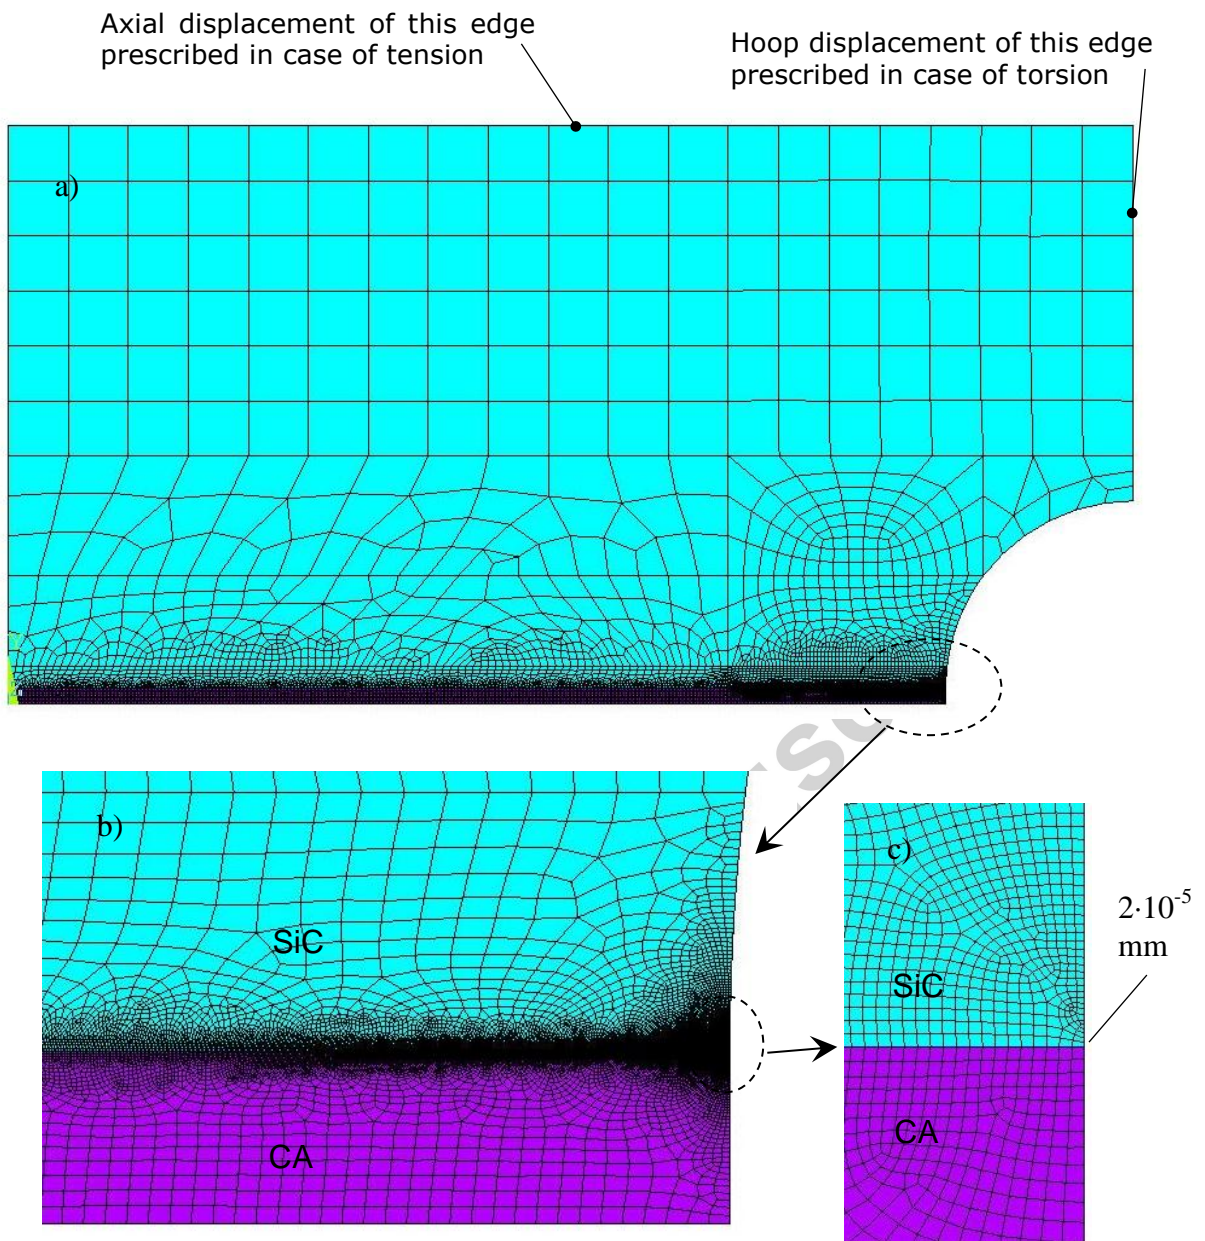 Axial displacement of this edge
prescribed in case of tension
Hoop displacement of this edge
prescribed in case of torsion
a)
b)
SiC
CA
c)
SiC
CA
2·10-5
mm